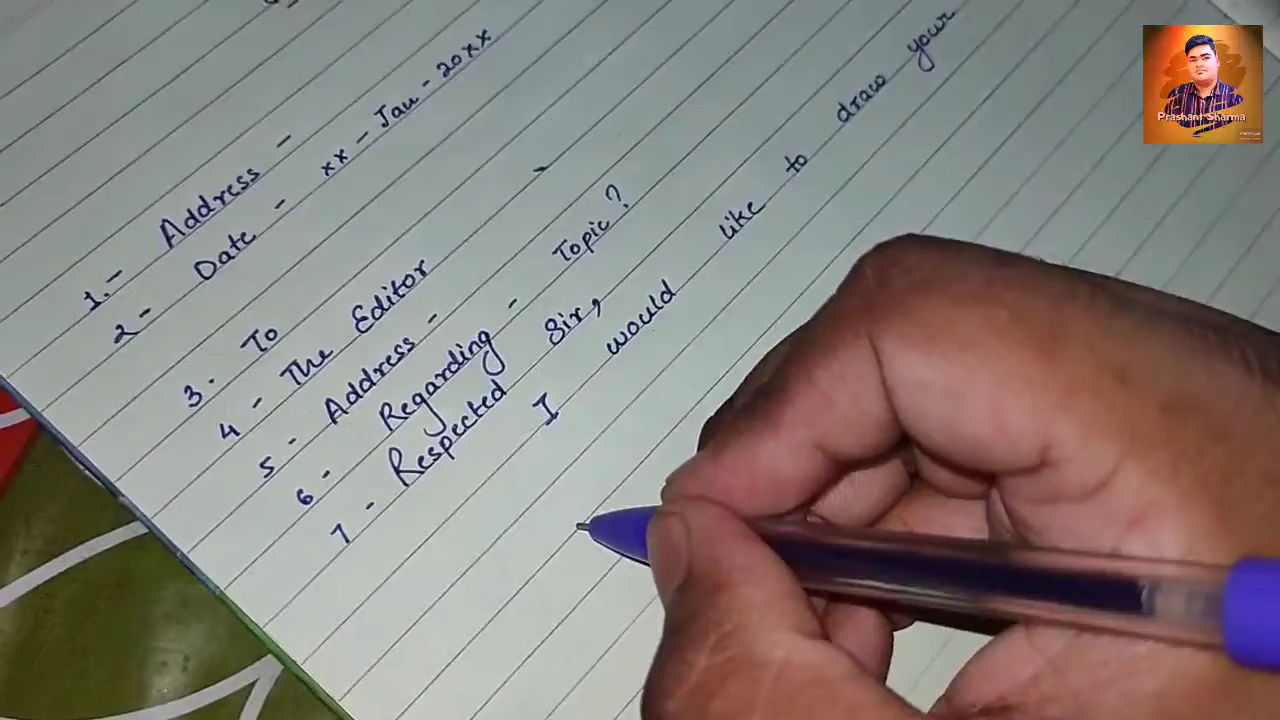 1.- Address -
2- Date - xx - Jan - 20xx
3. To
4 - The Editor -
5 - Address -
6 - Regarding - Topic?
7 - Respected Sir,
I would like to draw your
Prashant Sharma